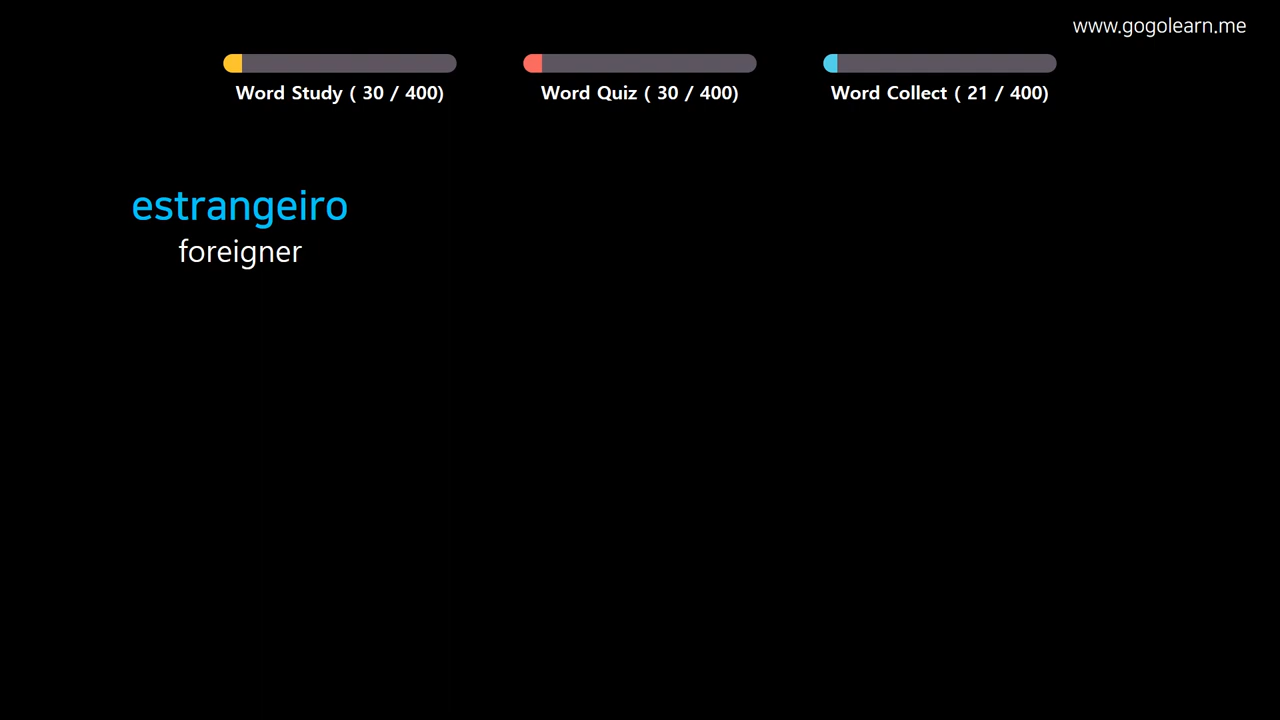 www.gogolearn.me
Word Study ( 30 / 400)
Word Quiz ( 30 / 400)
Word Collect ( 21 / 400)
estrangeiro
foreigner